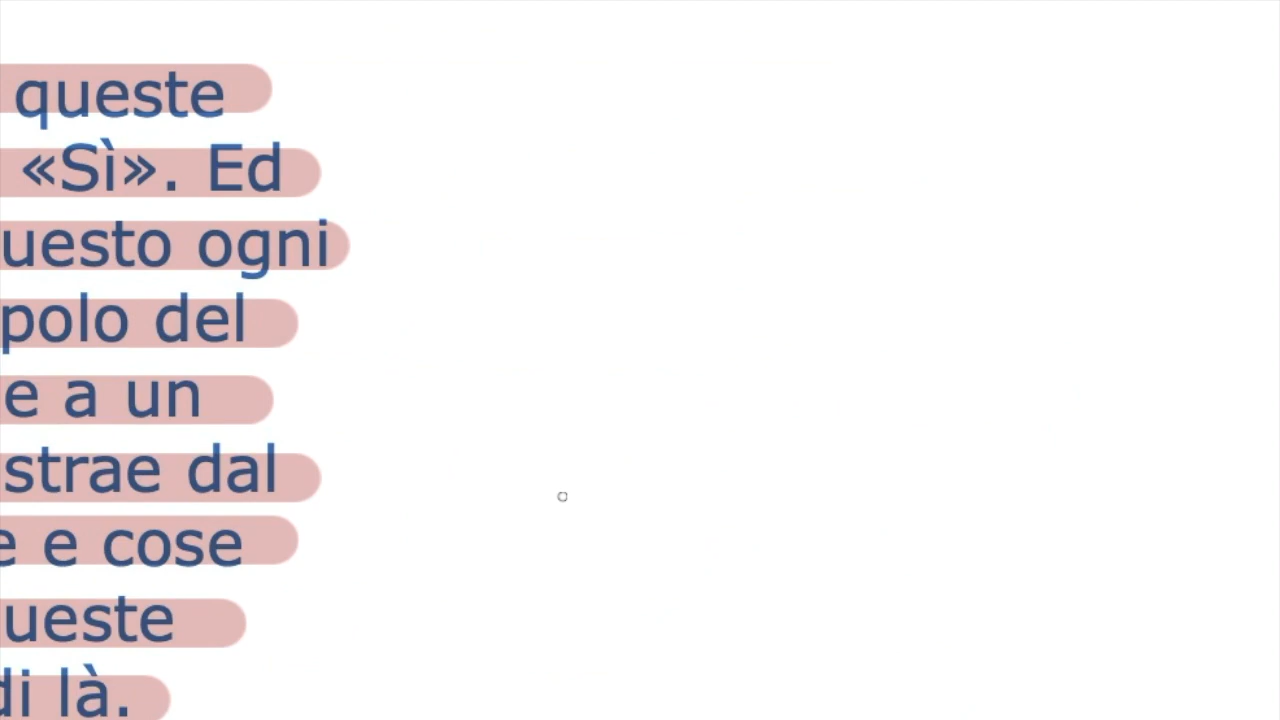 queste
«Sì». Ed
uesto ogni
polo del
e a un
strae dal
e e cose
ueste
di là.